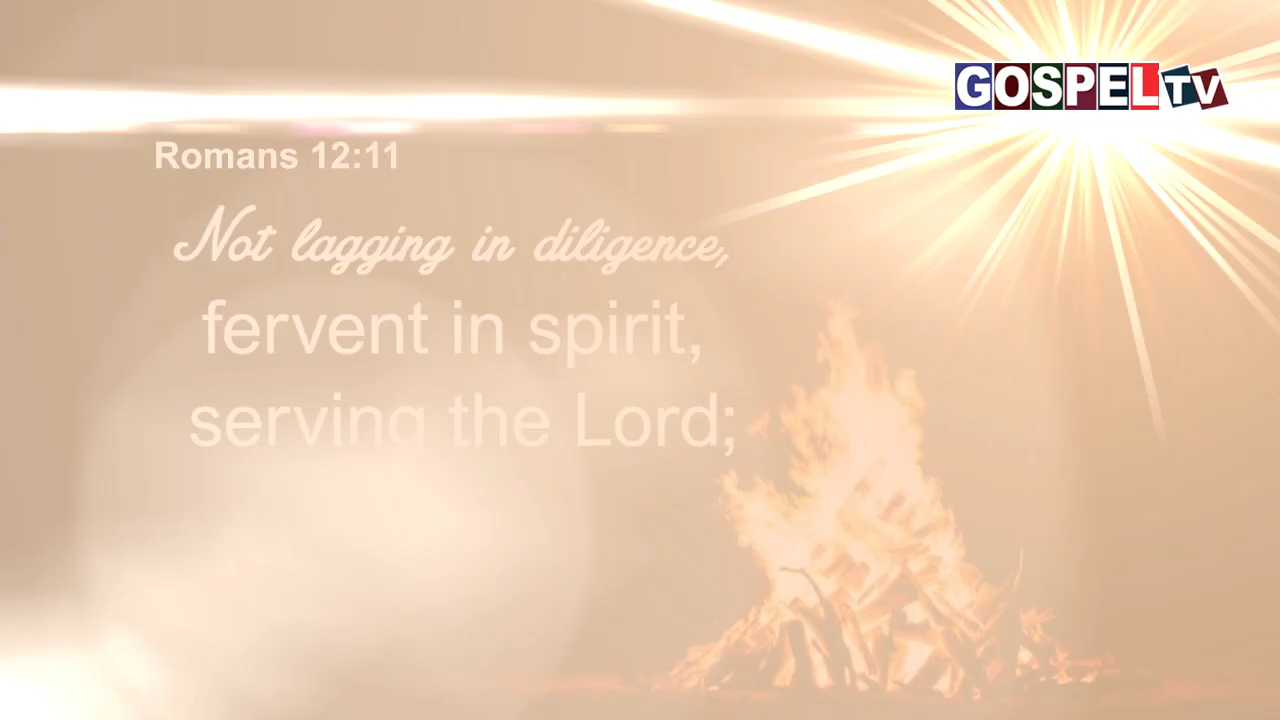 GOSPEL TV
Romans 12:11
Not lagging in diligence,
fervent in spirit,
serving the Lord;